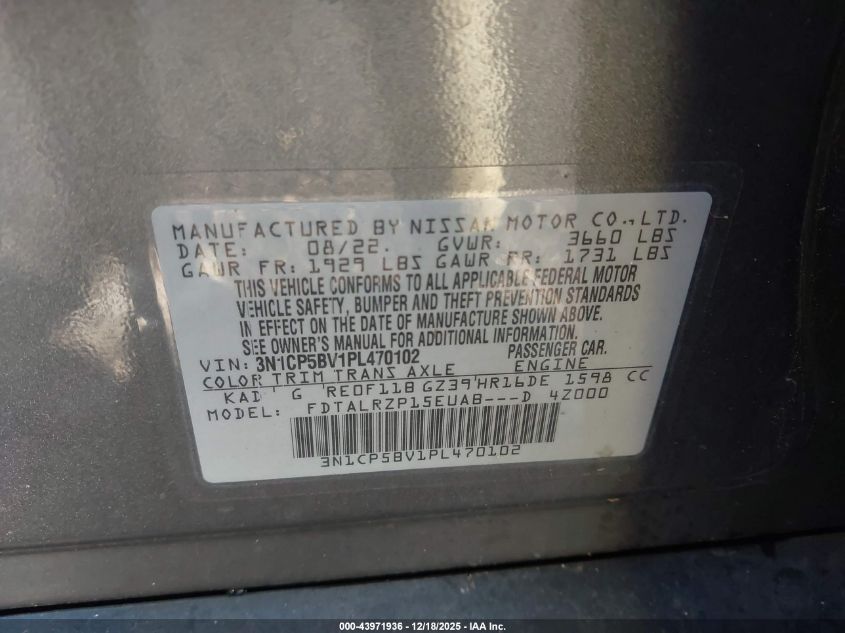 MANUFACTURED BY NISSAN MOTOR CO.,LTD.
DATE: 08/22. GVWR: 3660 LBS
GAWR FR: 1929 LBS GAWR RR: 1731 LBS
THIS VEHICLE CONFORMS TO ALL APPLICABLE FEDERAL MOTOR
VEHICLE SAFETY, BUMPER AND THEFT PREVENTION STANDARDS
IN EFFECT ON THE DATE OF MANUFACTURE SHOWN ABOVE.
SEE OWNER'S MANUAL FOR ADDITIONAL INFORMATION.
VIN: 3N1CP5BV1PL470102 PASSENGER CAR.
COLOR TRIM TRANS AXLE ENGINE
KAD G RE0F11B GZ39 HR16DE 1598 CC
MODEL: FDTALRZP15EUAB---D 4Z000
3N1CP5BV1PL470102
000-43971936 - 12/18/2025 - IAA Inc.